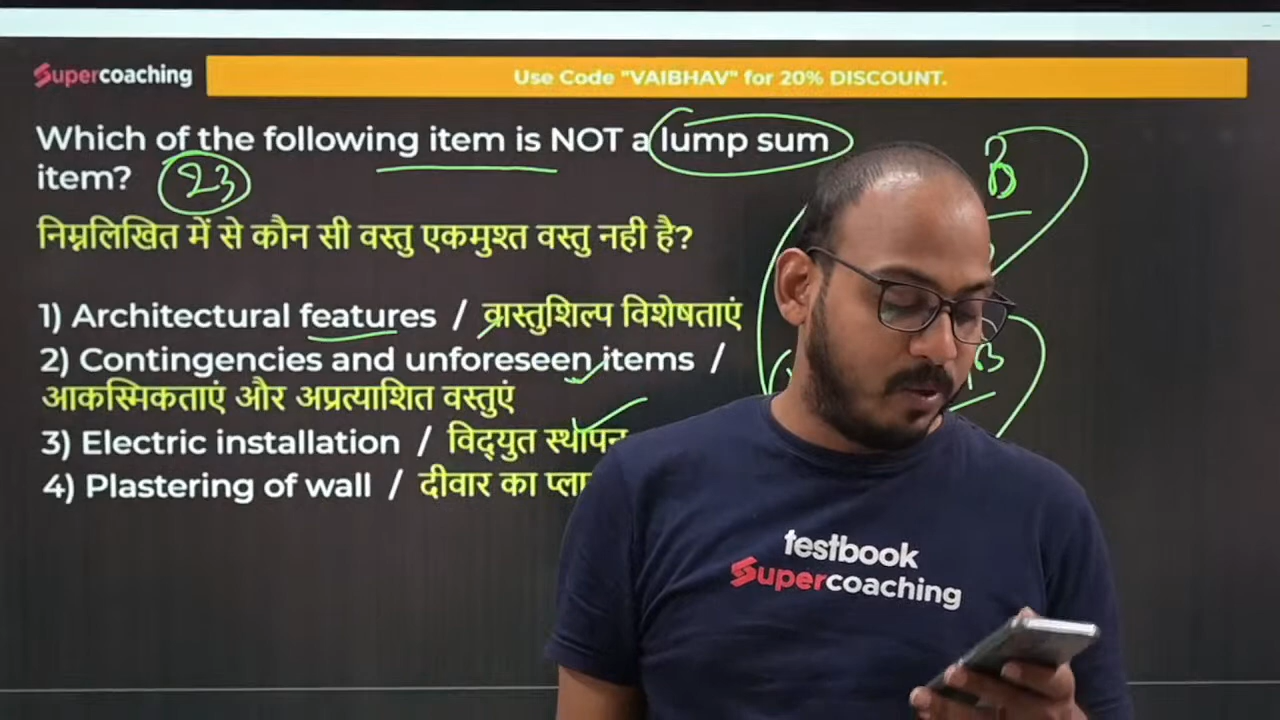 Supercoaching
Use Code "VAIBHAV" for 20% DISCOUNT.
Which of the following item is NOT a lump sum
item? 23
निम्नलिखित में से कौन सी वस्तु एकमुश्त वस्तु नही है?
B
1) Architectural features / वास्तुशिल्प विशेषताएं
2) Contingencies and unforeseen items /
आकस्मिकताएं और अप्रत्याशित वस्तुएं
3) Electric installation / विद्युत स्थापन
4) Plastering of wall / दीवार का
testbook
Supercoaching